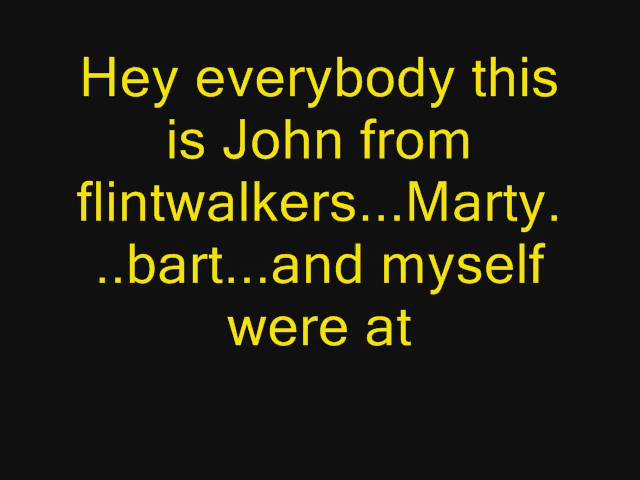 Hey everybody this
is John from
flintwalkers...Marty.
..bart...and myself
were at